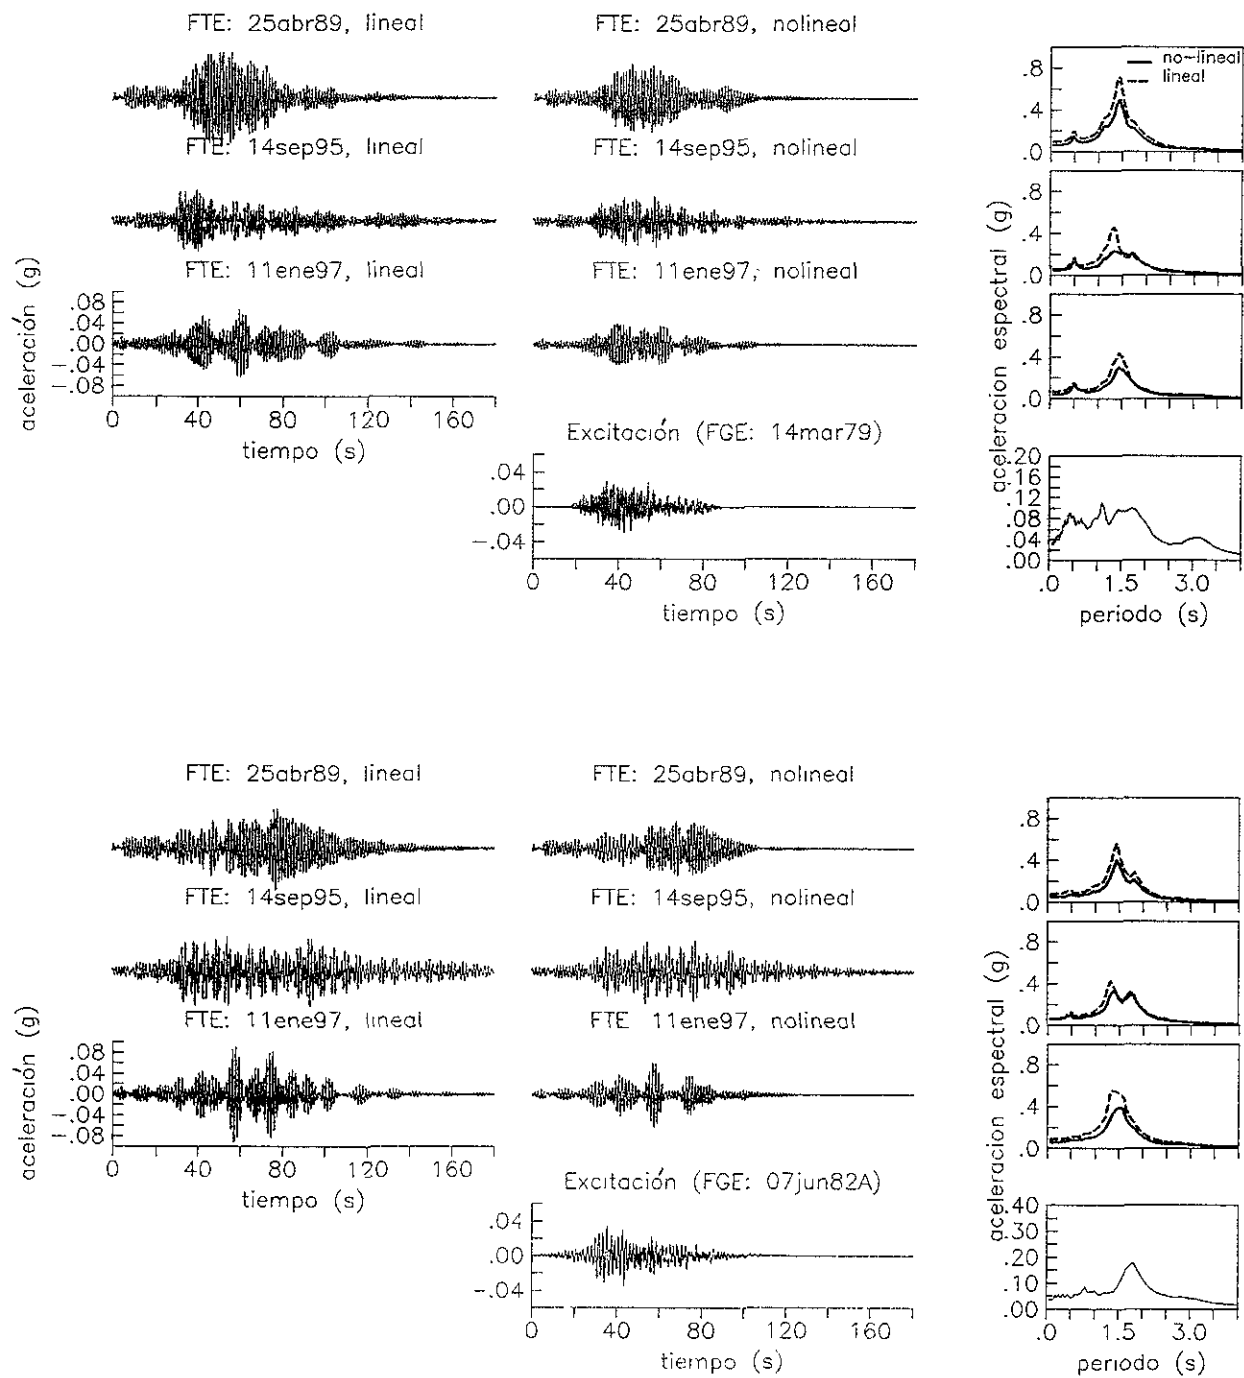 FTE: 25abr89, lineal
FTE: 25abr89, nolineal
.8
.4
.0
no-lineal
lineal
FTE: 14sep95, lineal
FTE: 14sep95, nolineal
.8
.4
.0
FTE: 11ene97, lineal
FTE: 11ene97, nolineal
aceleración (g)
.08
.04
.00
-.04
-.08
0 40 80 120 160
tiempo (s)
.8
.4
.0
aceleracion espectral (g)
Excitación (FGE: 14mar79)
.04
.00
-.04
0 40 80 120 160
tiempo (s)
.20
.16
.12
.08
.04
.00
.0 1.5 3.0
periodo (s)
FTE: 25abr89, lineal
FTE: 25abr89, nolineal
.8
.4
.0
FTE: 14sep95, lineal
FTE: 14sep95, nolineal
.8
.4
.0
FTE: 11ene97, lineal
FTE 11ene97, nolineal
aceleración (g)
.08
.04
.00
-.04
-.08
0 40 80 120 160
tiempo (s)
.8
.4
.0
aceleracion espectral (g)
Excitación (FGE: 07jun82A)
.04
.00
-.04
0 40 80 120 160
tiempo (s)
.40
.30
.20
.10
.00
.0 1.5 3.0
periodo (s)